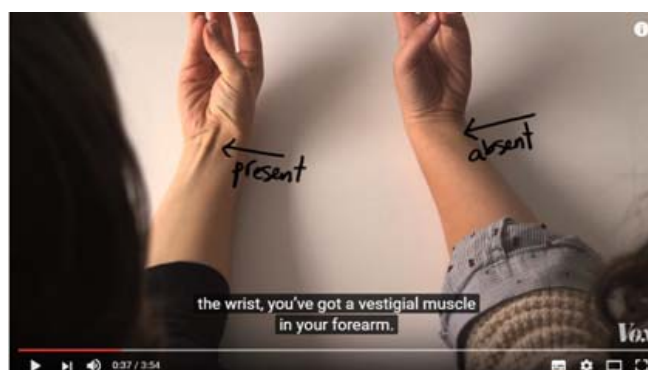 present
absent
the wrist, you've got a vestigial muscle
in your forearm.
Vox
0:37 / 3:54